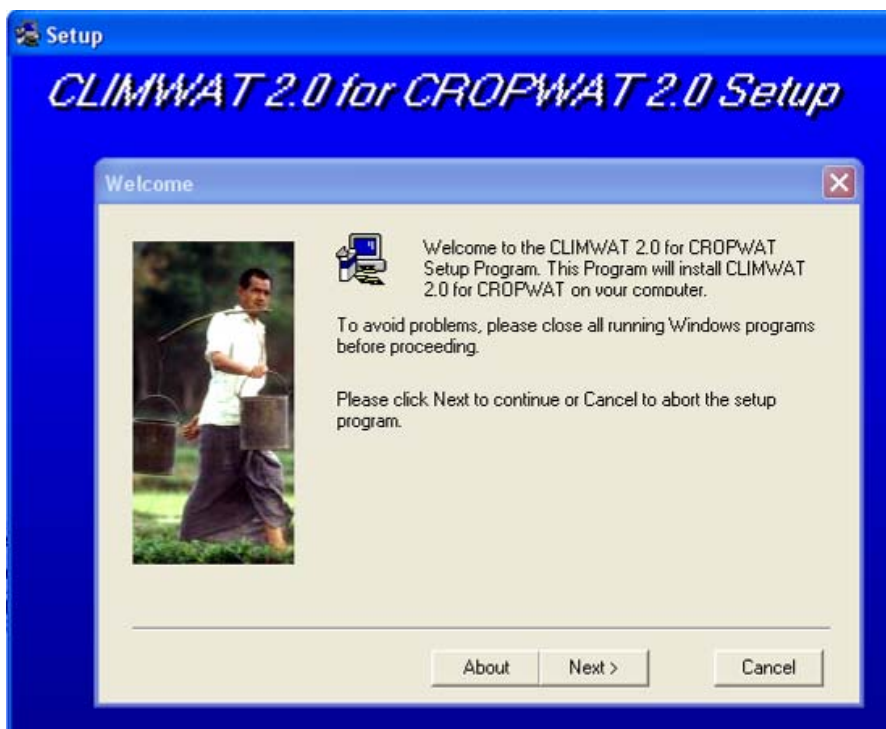 Setup
CLIMWAT 2.0 for CROPWAT 2.0 Setup
Welcome
Welcome to the CLIMWAT 2.0 for CROPWAT
Setup Program. This Program will install CLIMWAT
2.0 for CROPWAT on your computer.
To avoid problems, please close all running Windows programs
before proceeding.
Please click Next to continue or Cancel to abort the setup
program.
About
Next >
Cancel